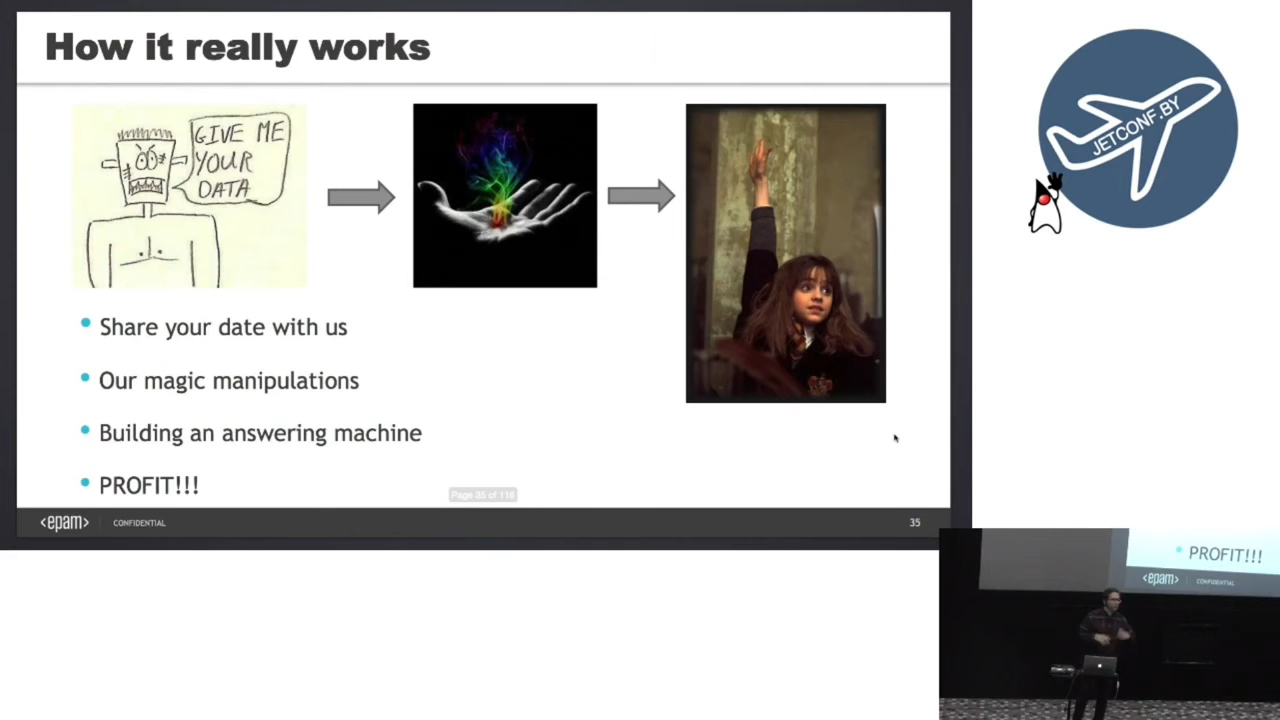 How it really works
GIVE ME
YOUR
DATA
Share your date with us
Our magic manipulations
Building an answering machine
PROFIT!!!
Page 35 of 116
<epam>
CONFIDENTIAL
35
JETCONF.BY
PROFIT!!!
<epam>
CONFIDENTIAL